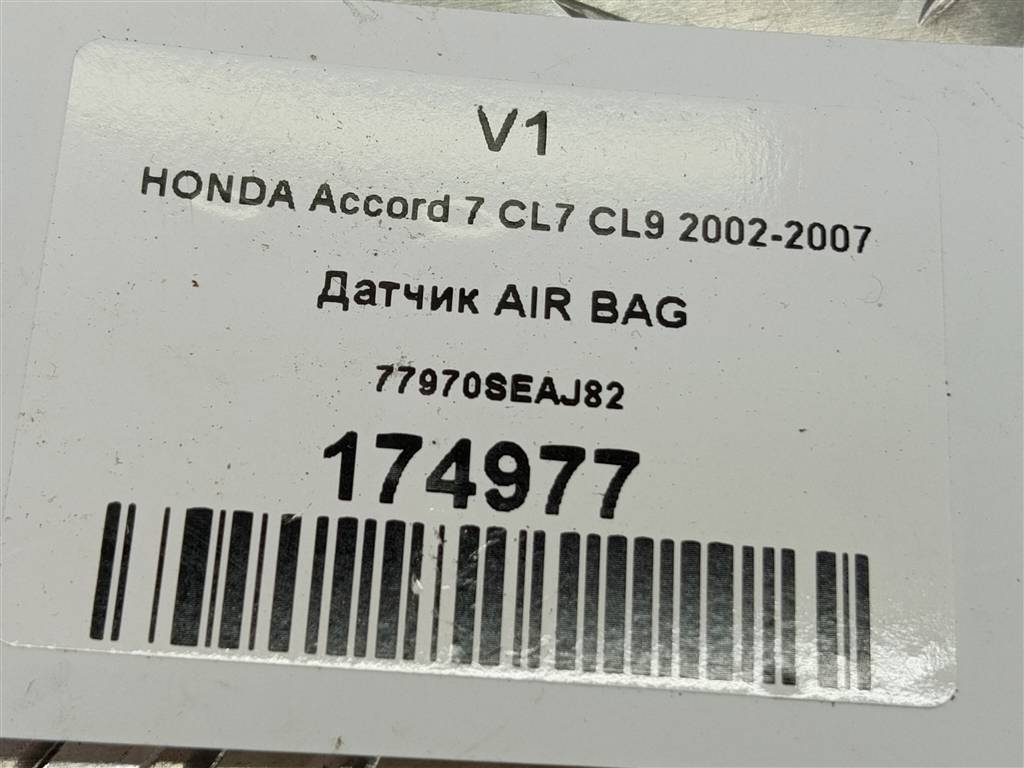 V1
HONDA Accord 7 CL7 CL9 2002-2007
Датчик AIR BAG
77970SEAJ82
174977